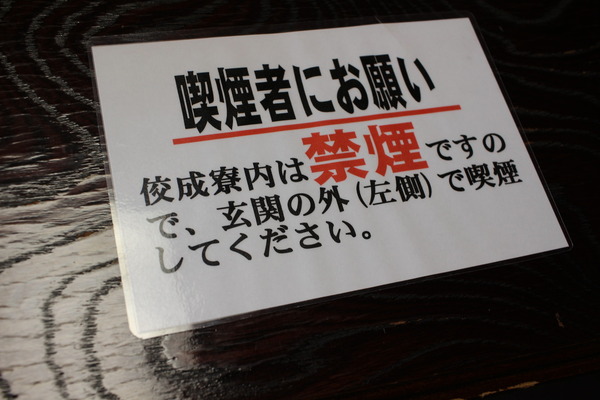 喫煙者にお願い
佼成寮内は禁煙ですの
で、玄関の外(左側)で喫煙
してください。